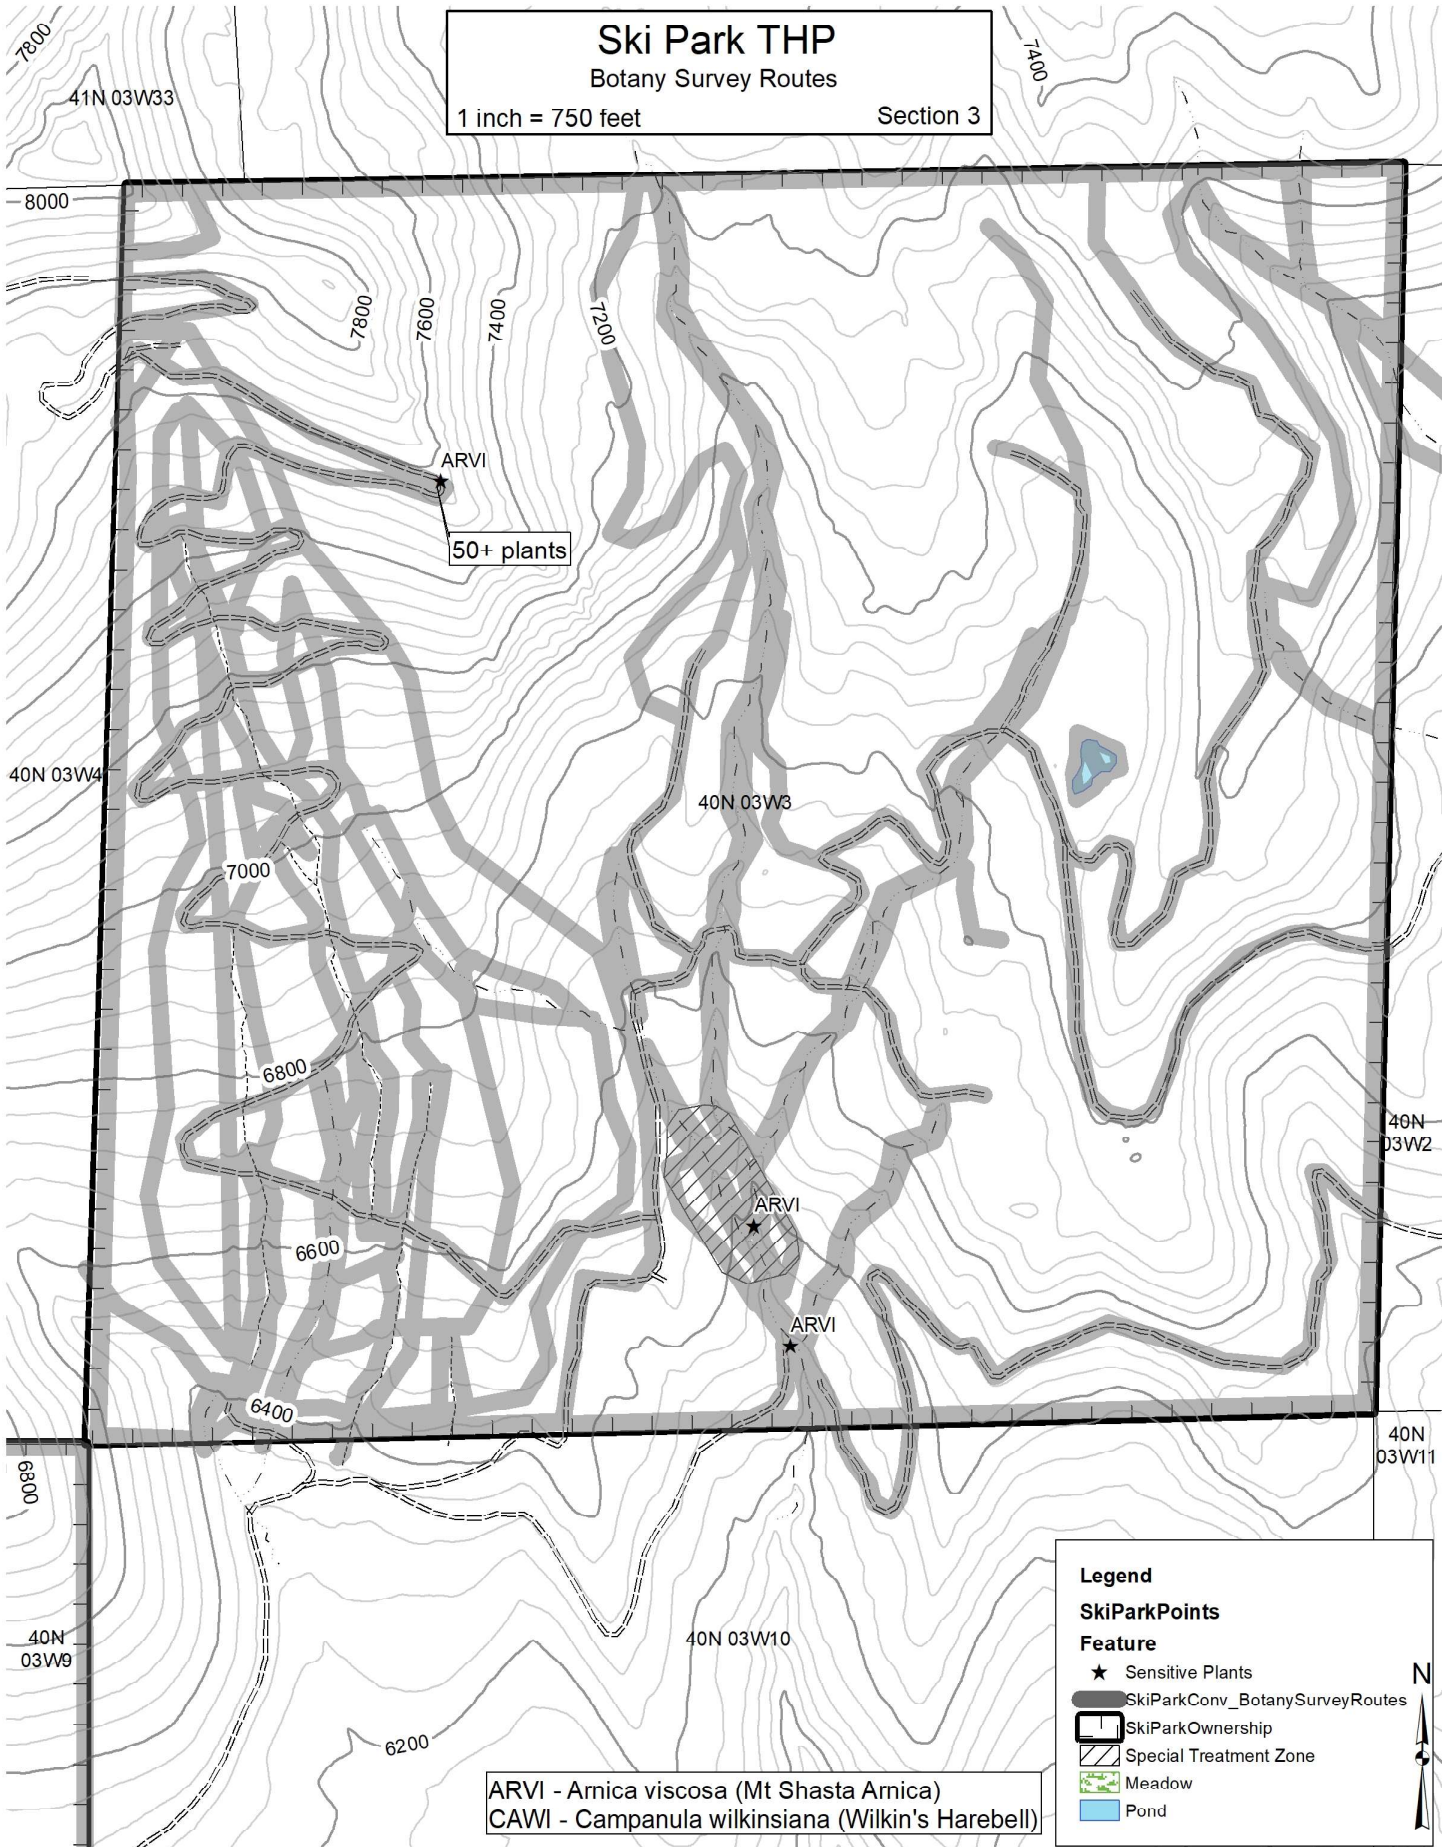 7800
41N 03W33
Ski Park THP
Botany Survey Routes
1 inch = 750 feet
Section 3
7400
8000
7800
7600
7400
7200
ARVI
50+ plants
40N 03W4
40N 03W3
7000
6800
40N
03W2
ARVI
6600
ARVI
6400
40N
03W11
6800
40N
03W9
40N 03W10
6200
Legend
SkiParkPoints
Feature
Sensitive Plants
SkiParkConv_BotanySurveyRoutes
SkiParkOwnership
Special Treatment Zone
Meadow
Pond
N
ARVI - Arnica viscosa (Mt Shasta Arnica)
CAWI - Campanula wilkinsiana (Wilkin's Harebell)